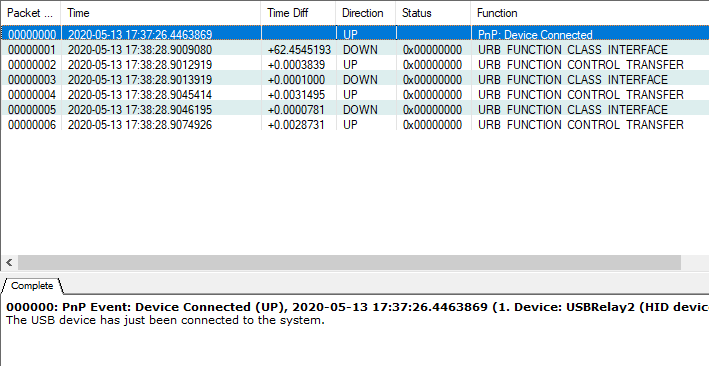 Packet ... Time Time Diff Direction Status Function
00000000 2020-05-13 17:37:26.4463869 UP PnP: Device Connected
00000001 2020-05-13 17:38:28.9009080 +62.4545193 DOWN 0x00000000 URB FUNCTION CLASS INTERFACE
00000002 2020-05-13 17:38:28.9012919 +0.0003839 UP 0x00000000 URB FUNCTION CONTROL TRANSFER
00000003 2020-05-13 17:38:28.9013919 +0.0001000 DOWN 0x00000000 URB FUNCTION CLASS INTERFACE
00000004 2020-05-13 17:38:28.9045414 +0.0031495 UP 0x00000000 URB FUNCTION CONTROL TRANSFER
00000005 2020-05-13 17:38:28.9046195 +0.0000781 DOWN 0x00000000 URB FUNCTION CLASS INTERFACE
00000006 2020-05-13 17:38:28.9074926 +0.0028731 UP 0x00000000 URB FUNCTION CONTROL TRANSFER
Complete
000000: PnP Event: Device Connected (UP), 2020-05-13 17:37:26.4463869 (1. Device: USBRelay2 (HID devic
The USB device has just been connected to the system.